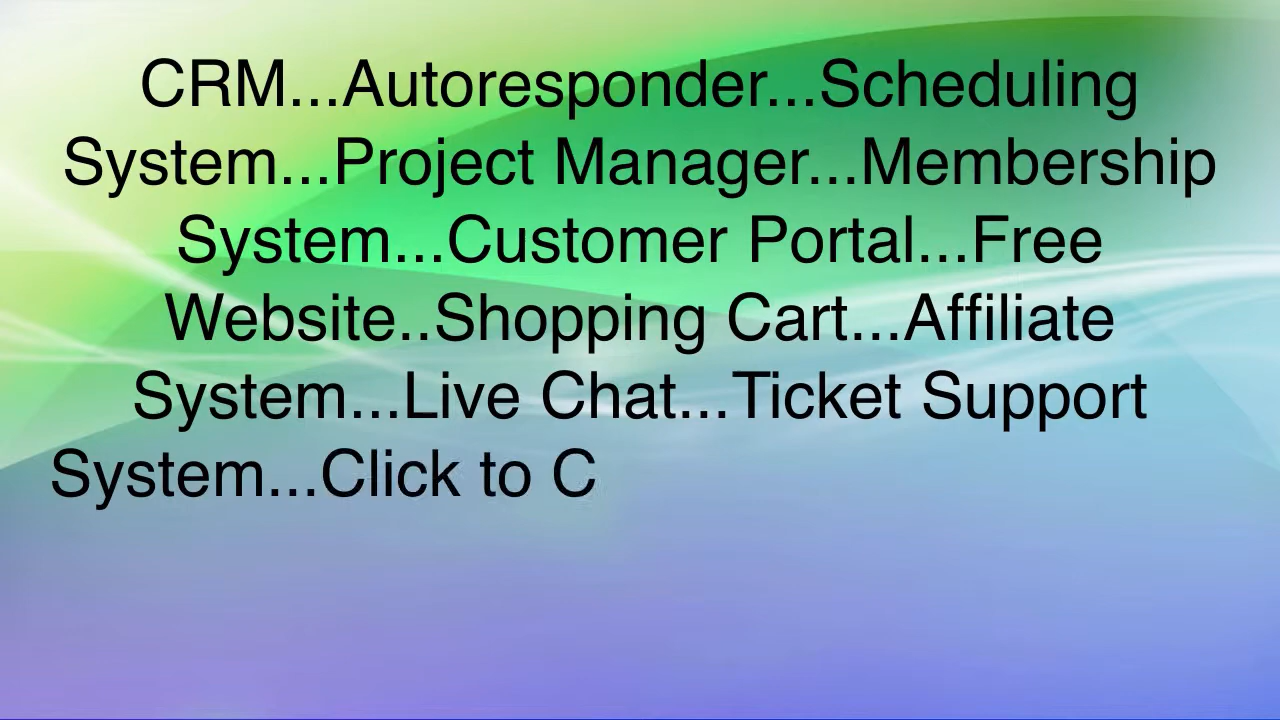 CRM...Autoresponder...Scheduling
System...Project Manager...Membership
System...Customer Portal...Free
Website..Shopping Cart...Affiliate
System...Live Chat...Ticket Support
System...Click to C